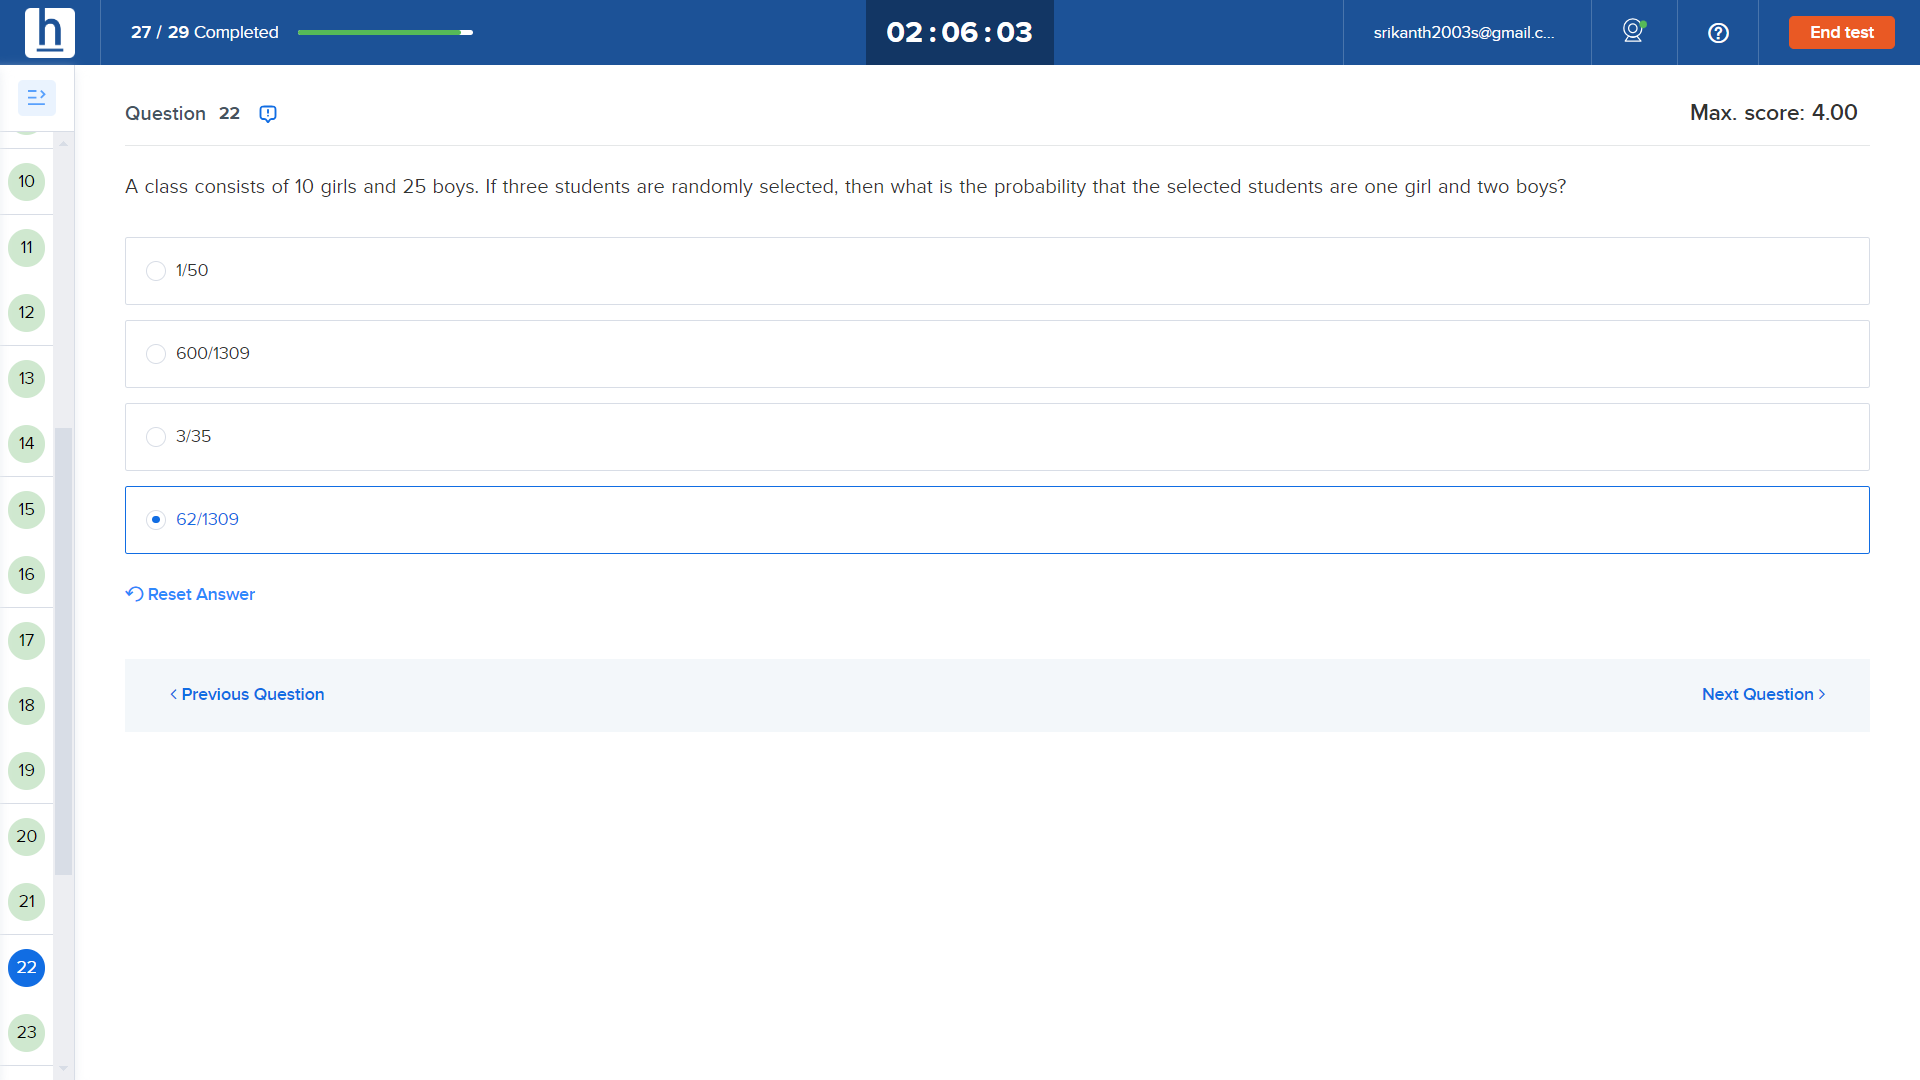 h
27 / 29 Completed
02 : 06 : 03
srikanth2003s@gmail.c...
End test
Question 22
Max. score: 4.00
A class consists of 10 girls and 25 boys. If three students are randomly selected, then what is the probability that the selected students are one girl and two boys?
1/50
600/1309
3/35
62/1309
Reset Answer
Previous Question
Next Question
10
11
12
13
14
15
16
17
18
19
20
21
22
23